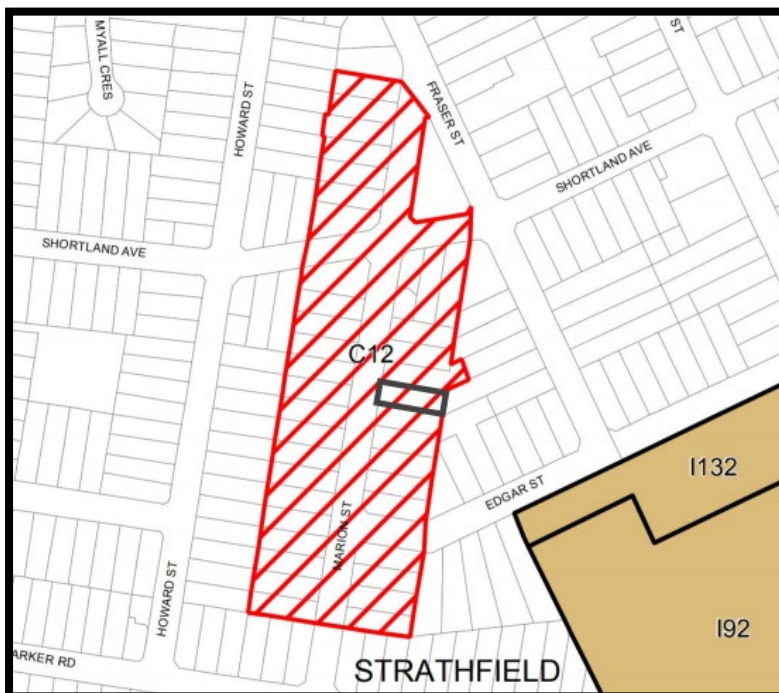 MYALL CRES
HOWARD ST
FRASER ST
ST
SHORTLAND AVE
SHORTLAND AVE
C12
I132
EDGAR ST
MARION ST
HOWARD ST
I92
ARKER RD
STRATHFIELD